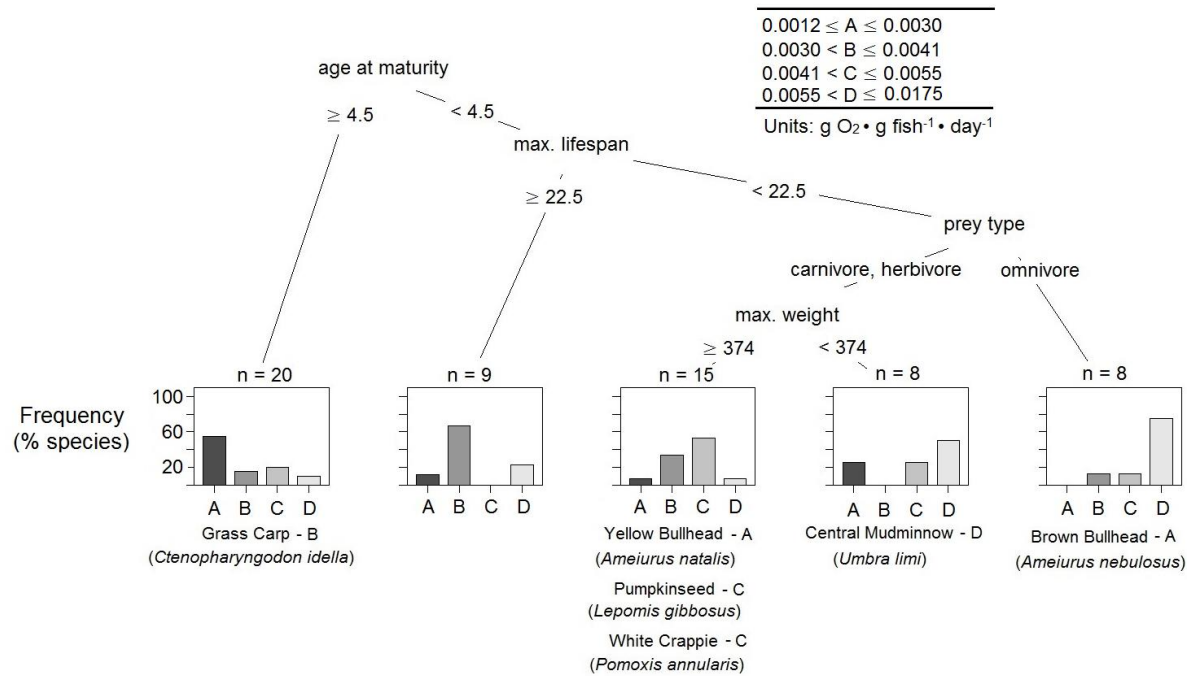 0.0012 ≤ A ≤ 0.0030
0.0030 < B ≤ 0.0041
0.0041 < C ≤ 0.0055
0.0055 < D ≤ 0.0175
Units: g O₂ • g fish⁻¹ • day⁻¹
age at maturity
≥ 4.5
< 4.5
max. lifespan
≥ 22.5
< 22.5
prey type
carnivore, herbivore
omnivore
max. weight
≥ 374
< 374
Frequency
(% species)
100
60
20
n = 20
A B C D
Grass Carp - B
(Ctenopharyngodon idella)
n = 9
A B C D
n = 15
A B C D
Yellow Bullhead - A
(Ameiurus natalis)
Pumpkinseed - C
(Lepomis gibbosus)
White Crappie - C
(Pomoxis annularis)
n = 8
A B C D
Central Mudminnow - D
(Umbra limi)
n = 8
A B C D
Brown Bullhead - A
(Ameiurus nebulosus)